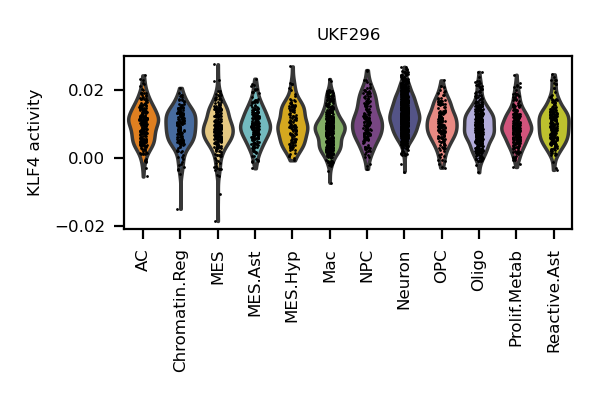 UKF296
KLF4 activity
0.02
0.00
−0.02
AC
Chromatin.Reg
MES
MES.Ast
MES.Hyp
Mac
NPC
Neuron
OPC
Oligo
Prolif.Metab
Reactive.Ast